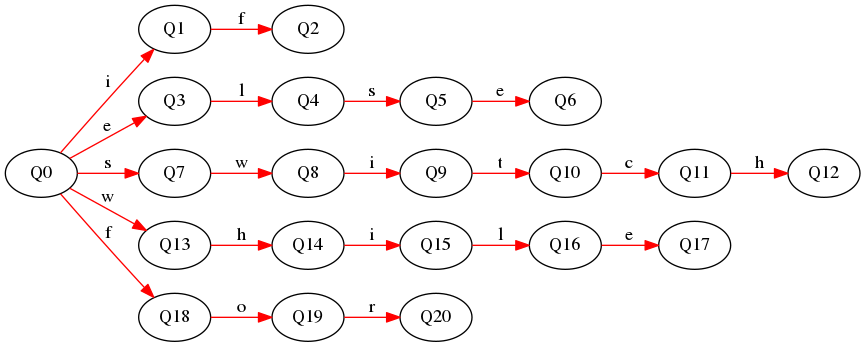 Q1 f Q2
i
Q3 l Q4 s Q5 e Q6
e
Q0 s Q7 w Q8 i Q9 t Q10 c Q11 h Q12
w
Q13 h Q14 i Q15 l Q16 e Q17
f
Q18 o Q19 r Q20